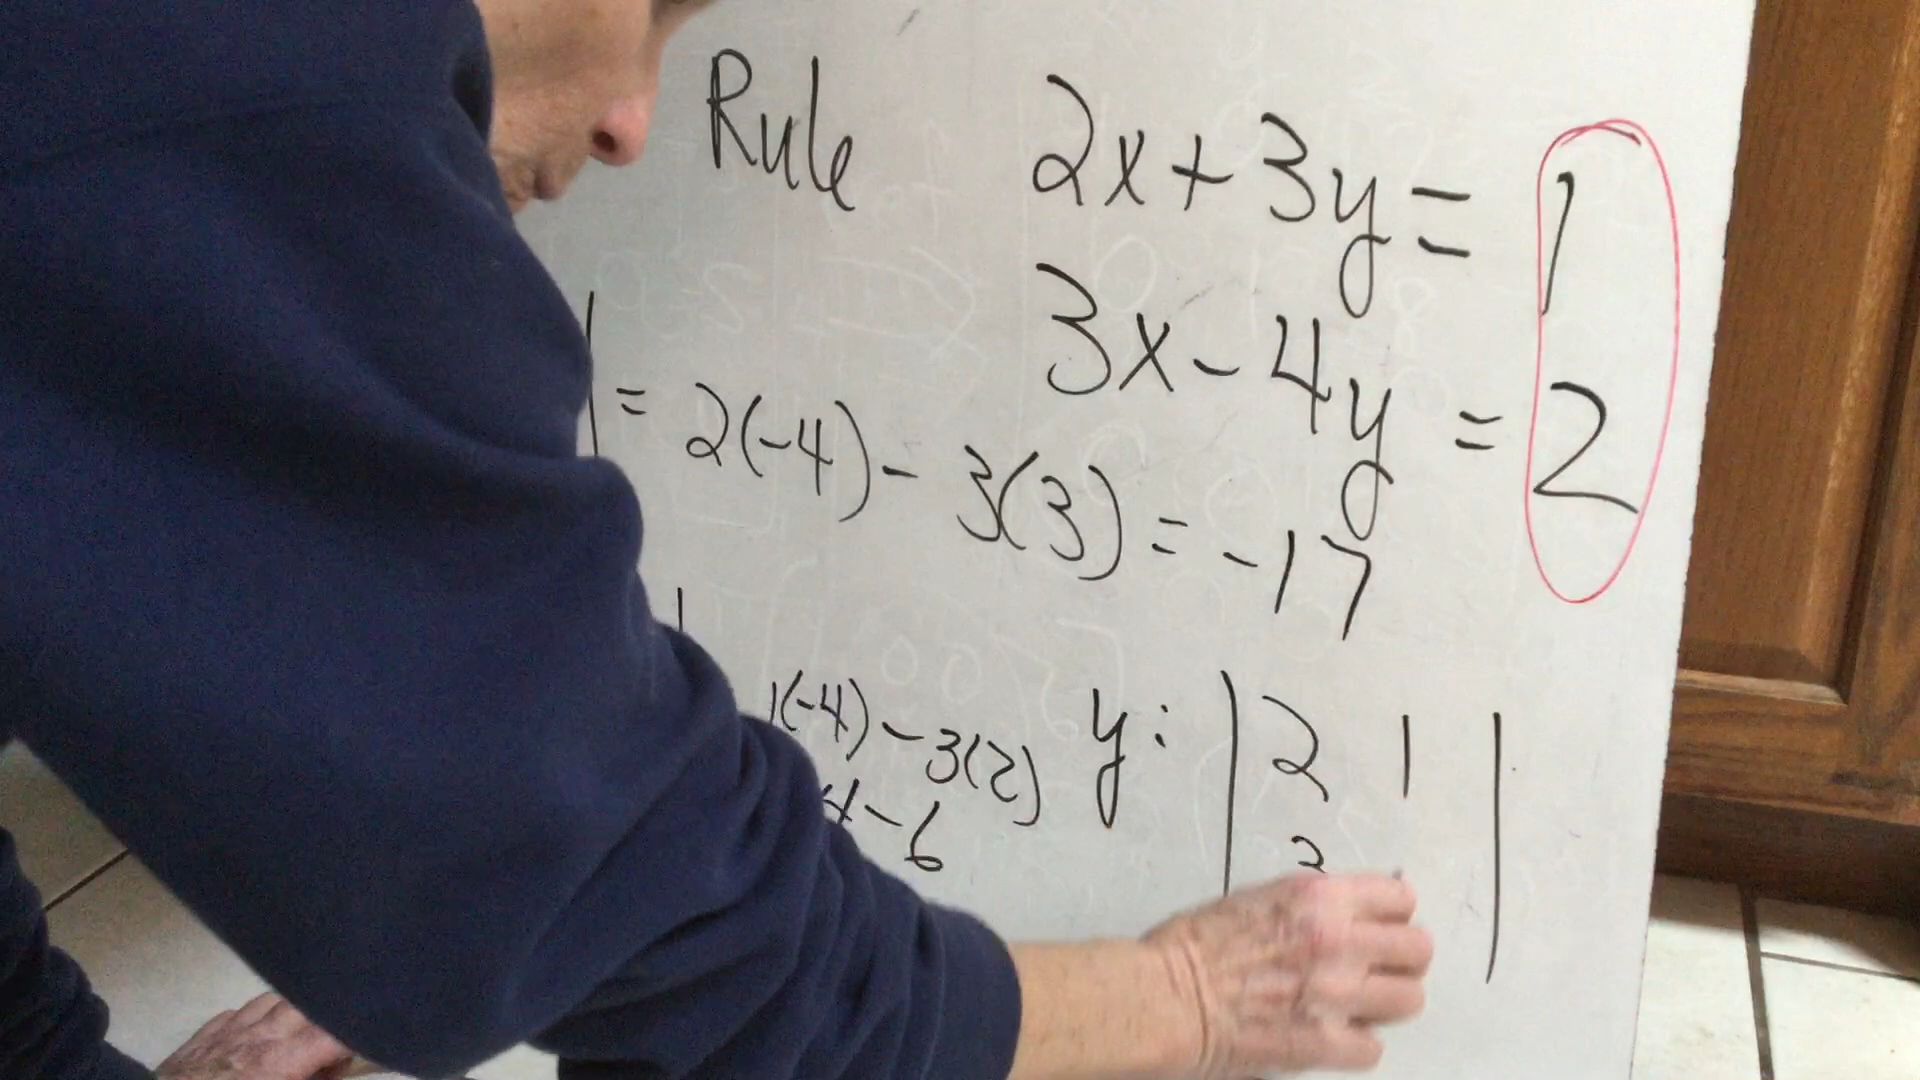 Rule
2x+3y=1
3x-4y=2
|=2(-4)-3(3)=-17
1(-4)-3(2)
-6
y: |2 1|